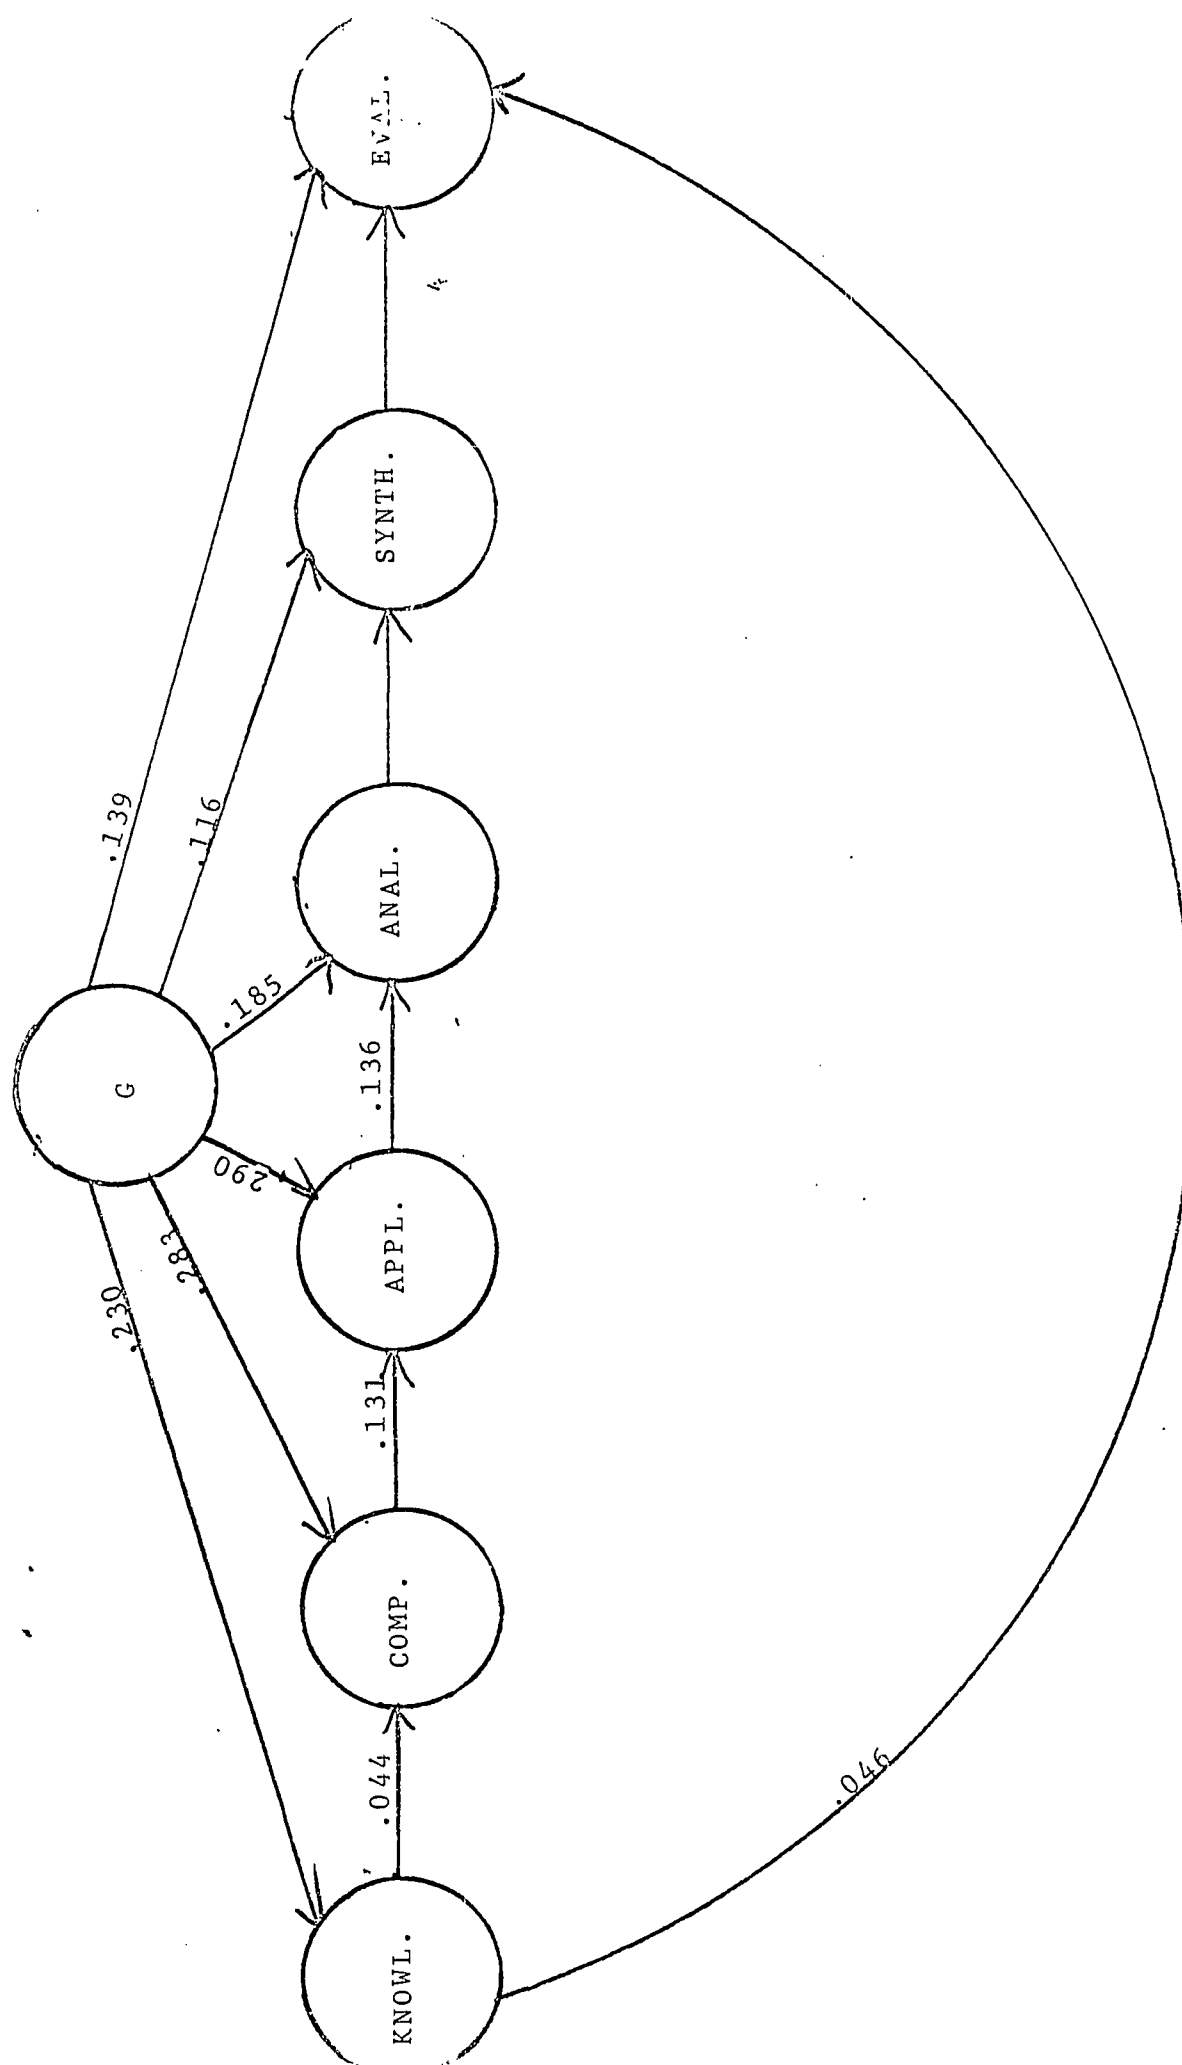 G
.230
.283
.290
.185
.116
.139
KNOWL.
.044
COMP.
.131
APPL.
.136
ANAL.
SYNTH.
EVAL.
.046